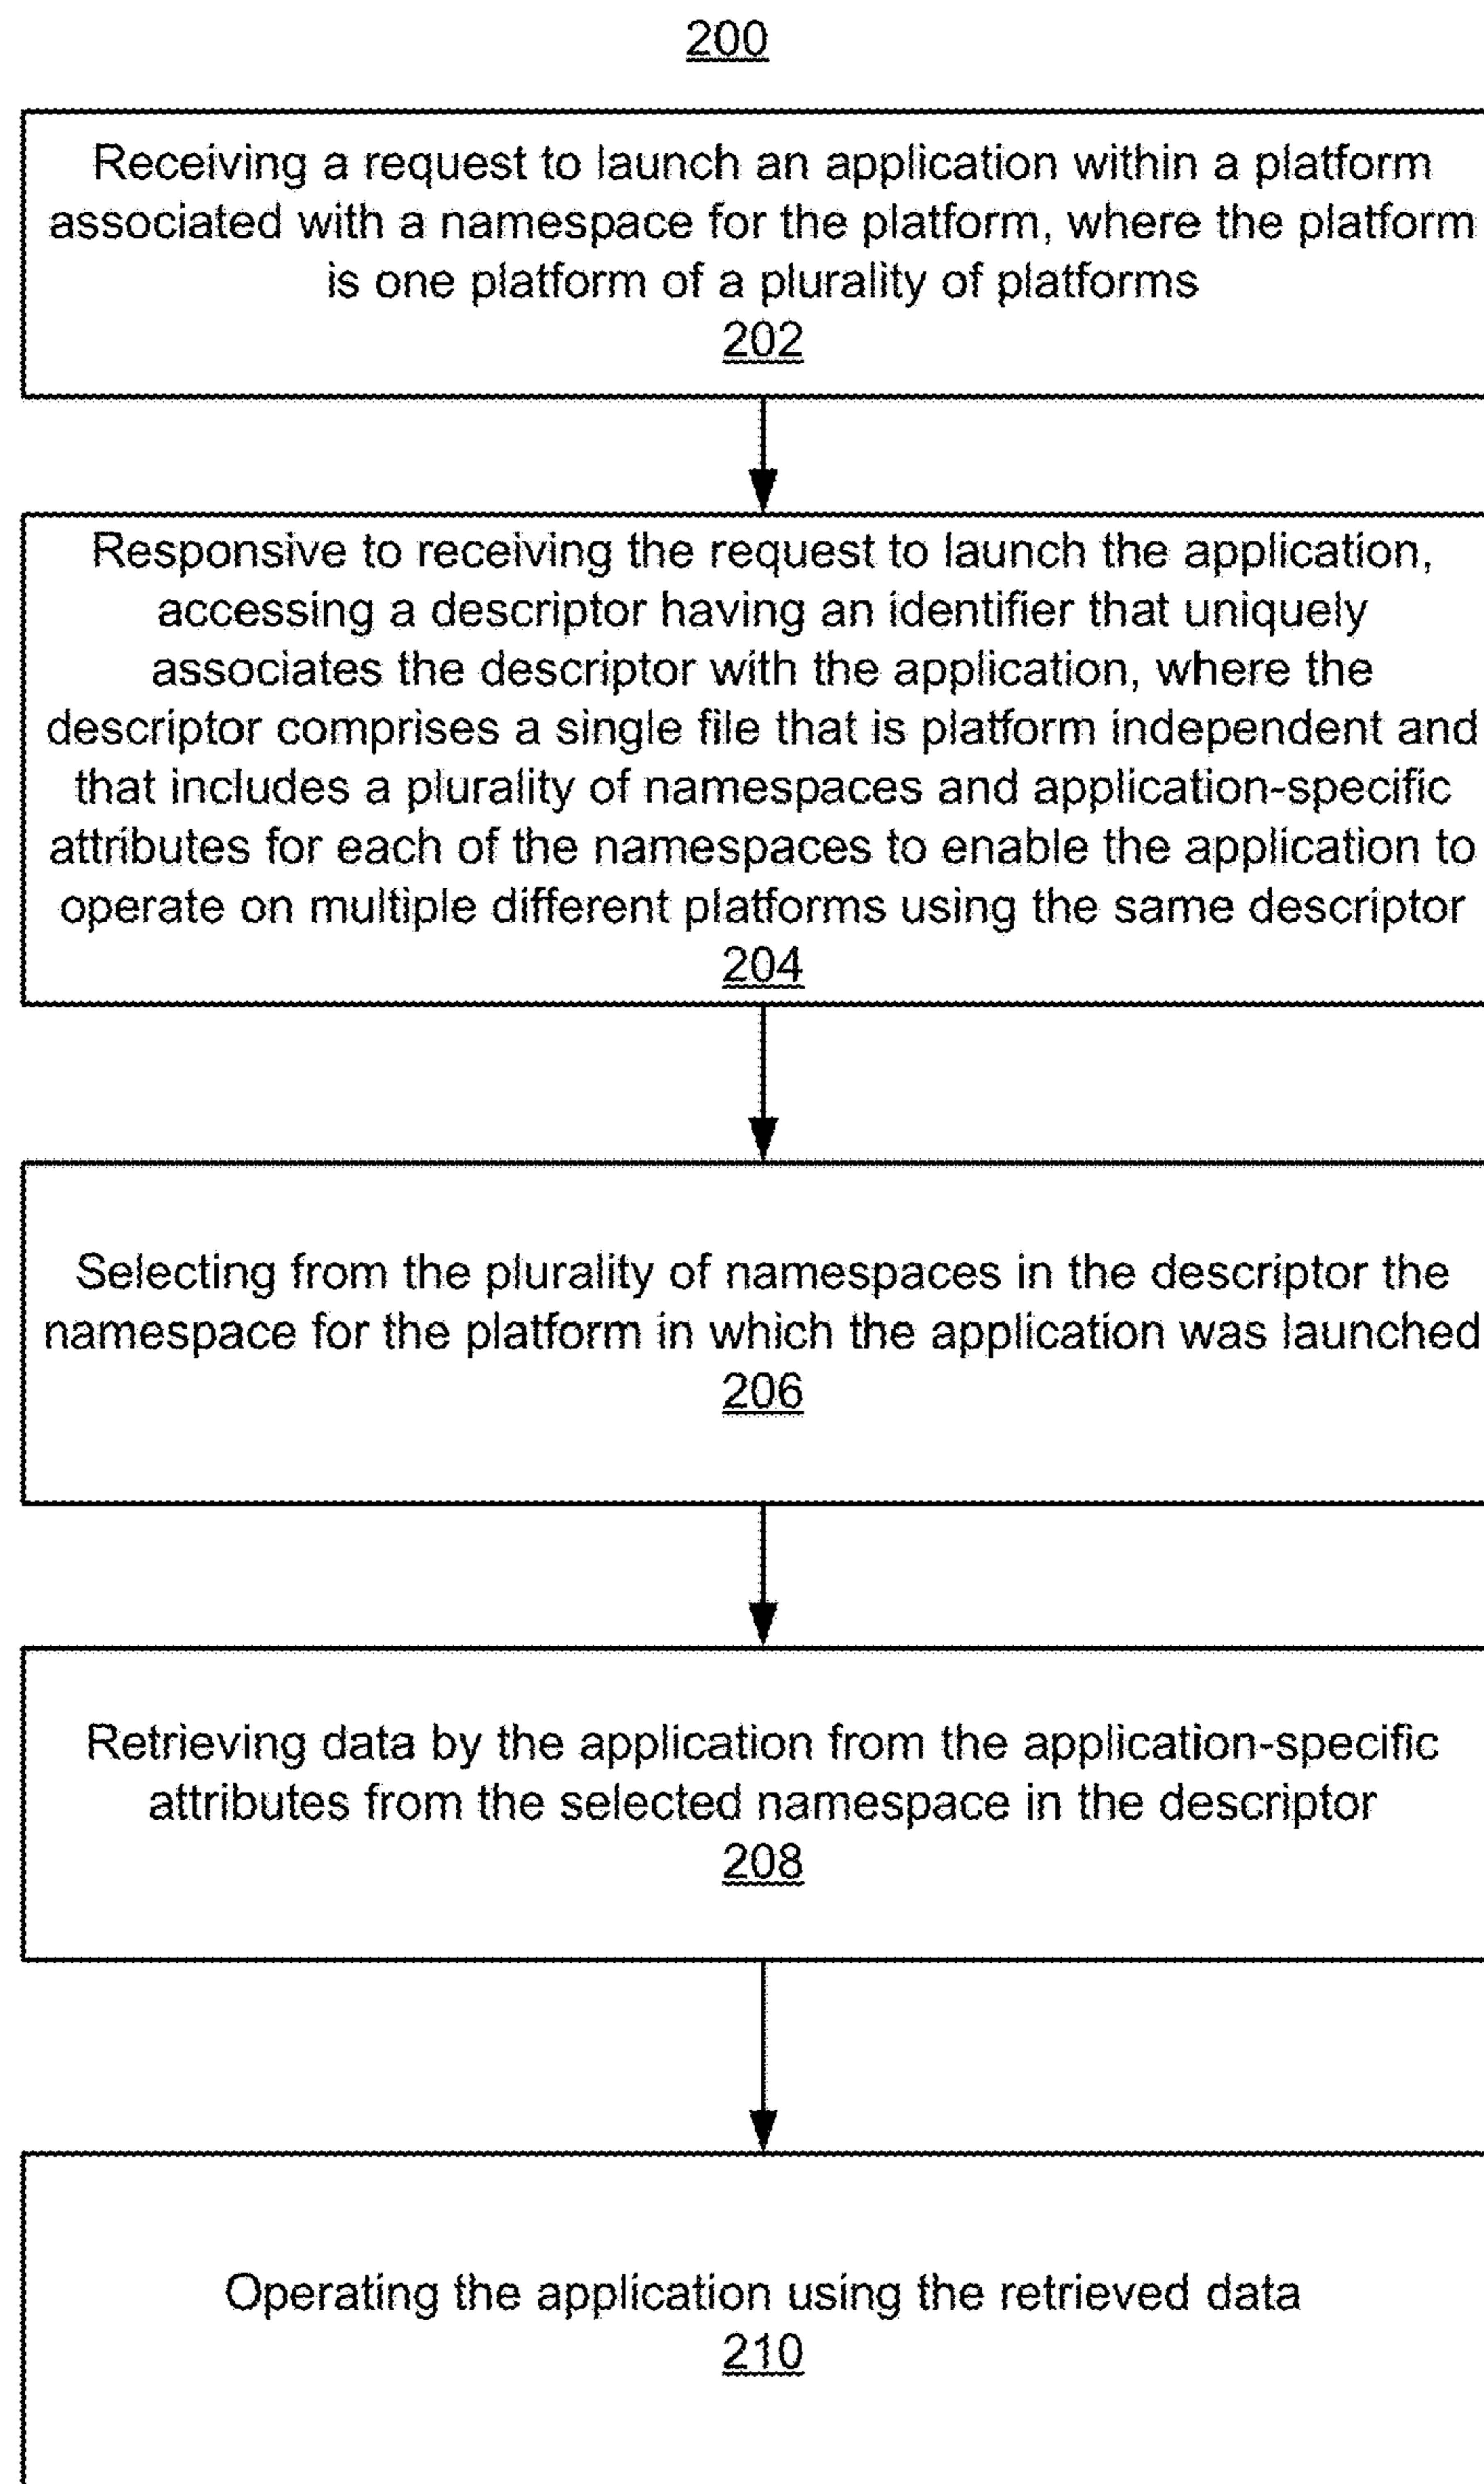 200
Receiving a request to launch an application within a platform
associated with a namespace for the platform, where the platform
is one platform of a plurality of platforms
202
Responsive to receiving the request to launch the application,
accessing a descriptor having an identifier that uniquely
associates the descriptor with the application, where the
descriptor comprises a single file that is platform independent and
that includes a plurality of namespaces and application-specific
attributes for each of the namespaces to enable the application to
operate on multiple different platforms using the same descriptor
204
Selecting from the plurality of namespaces in the descriptor the
namespace for the platform in which the application was launched
206
Retrieving data by the application from the application-specific
attributes from the selected namespace in the descriptor
208
Operating the application using the retrieved data
210